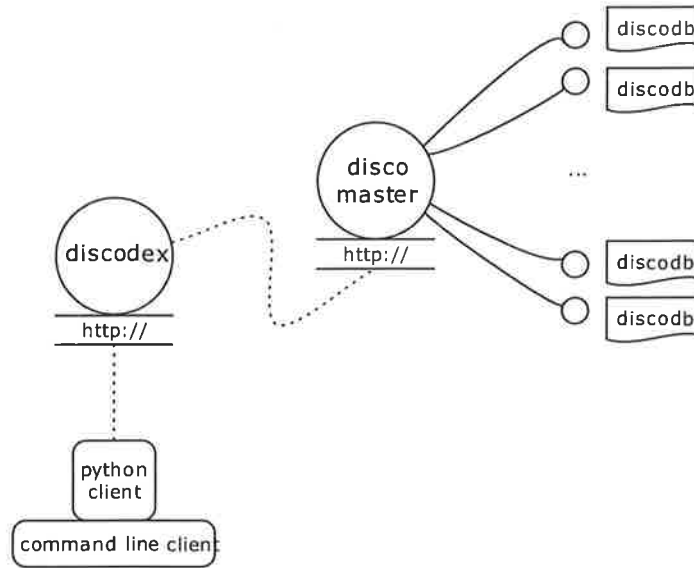 discodb
discodb
disco
master
...
http://
discodex
http://
discodb
discodb
python
client
command line client